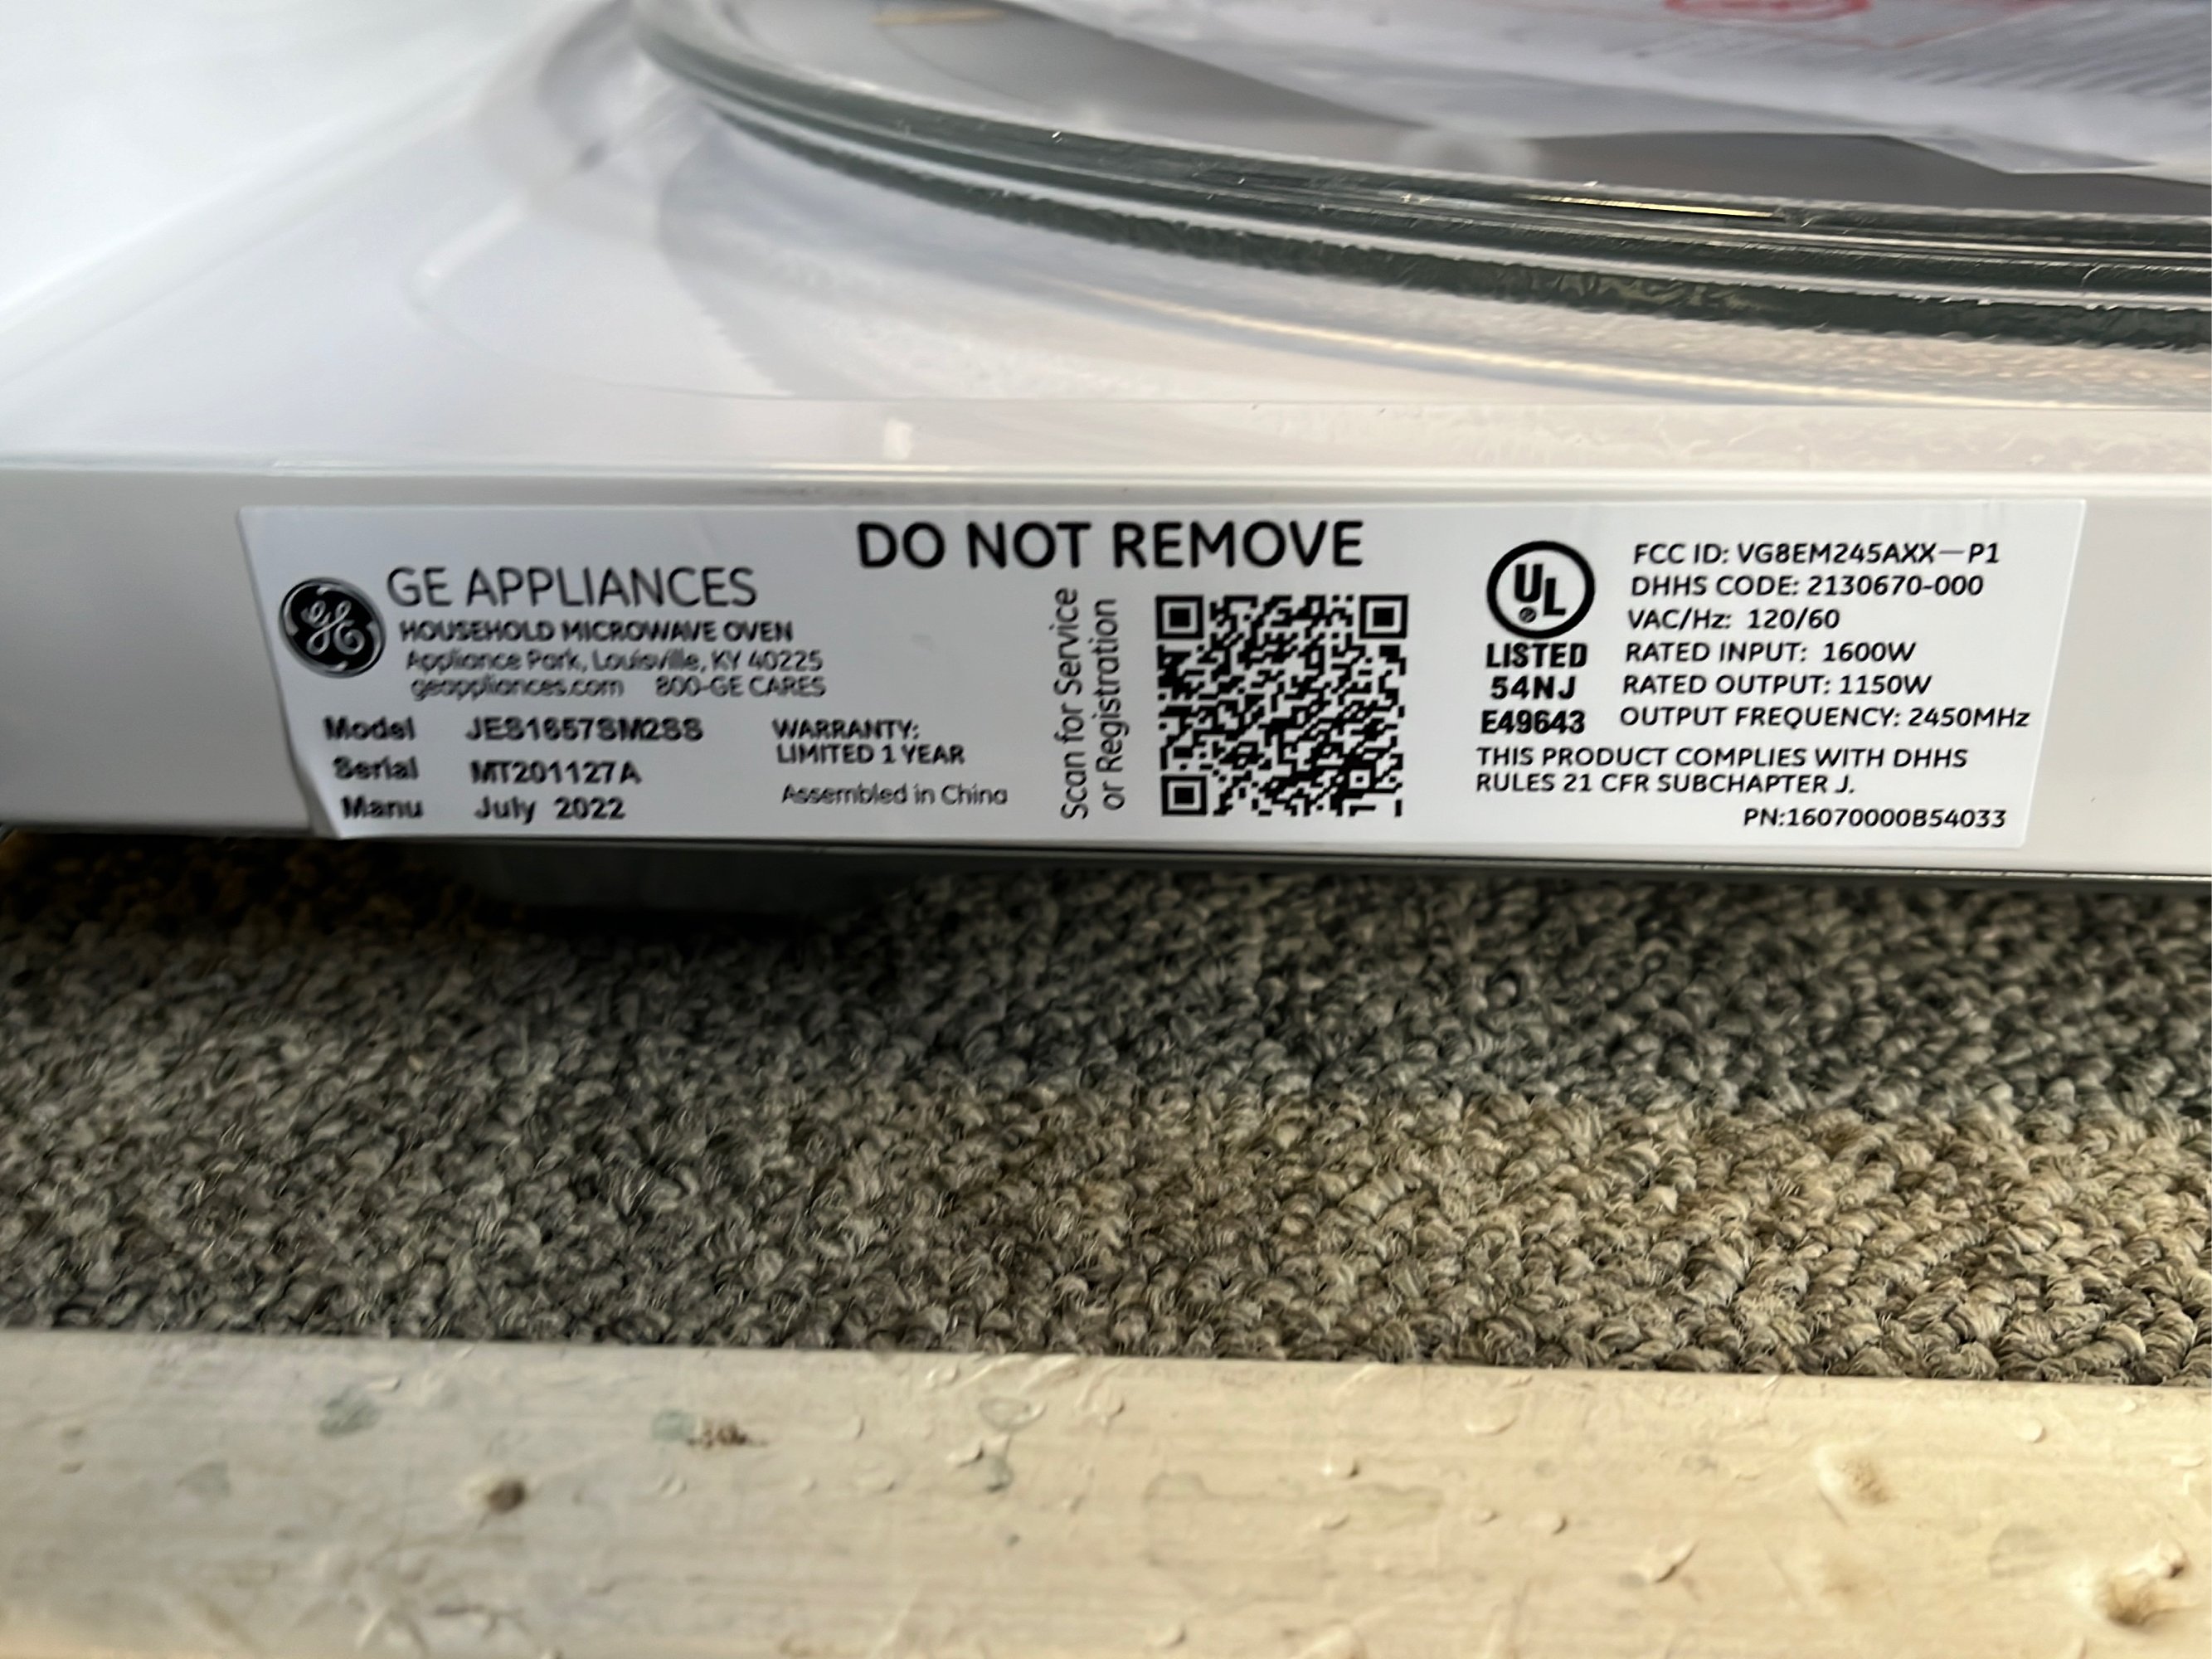 DO NOT REMOVE
GE APPLIANCES
HOUSEHOLD MICROWAVE OVEN
Appliance Park, Louisville, KY 40225
geappliances.com 800-GE CARES
Model JES1657SM2SS
Serial MT201127A
Manu July 2022
WARRANTY:
LIMITED 1 YEAR
Assembled in China
Scan for Service
or Registration
UL
LISTED
54NJ
E49643
FCC ID: VG8EM245AXX—P1
DHHS CODE: 2130670-000
VAC/Hz: 120/60
RATED INPUT: 1600W
RATED OUTPUT: 1150W
OUTPUT FREQUENCY: 2450MHz
THIS PRODUCT COMPLIES WITH DHHS
RULES 21 CFR SUBCHAPTER J.
PN:16070000B54033